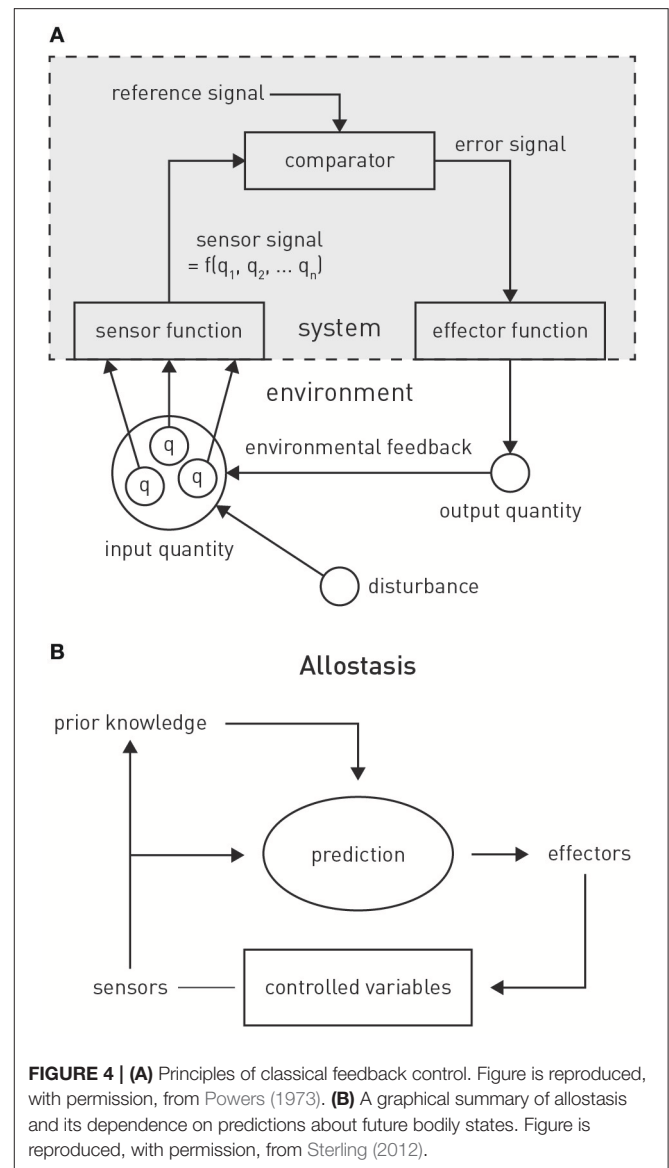 A
reference signal
comparator
error signal
sensor signal
= f(q1, q2, ... qn)
sensor function
system
effector function
environment
q
q
q
environmental feedback
output quantity
input quantity
disturbance
B
Allostasis
prior knowledge
prediction
effectors
sensors
controlled variables
FIGURE 4 | (A) Principles of classical feedback control. Figure is reproduced,
with permission, from Powers (1973). (B) A graphical summary of allostasis
and its dependence on predictions about future bodily states. Figure is
reproduced, with permission, from Sterling (2012).